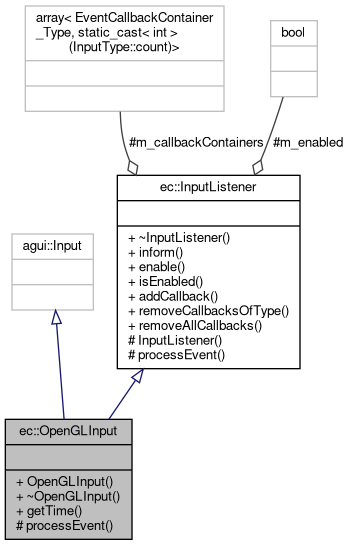 array< EventCallbackContainer
_Type, static_cast< int >
(InputType::count)>
bool
#m_callbackContainers
#m_enabled
ec::InputListener
+ ~InputListener()
+ inform()
+ enable()
+ isEnabled()
+ addCallback()
+ removeCallbacksOfType()
+ removeAllCallbacks()
# InputListener()
# processEvent()
agui::Input
ec::OpenGLInput
+ OpenGLInput()
+ ~OpenGLInput()
+ getTime()
# processEvent()